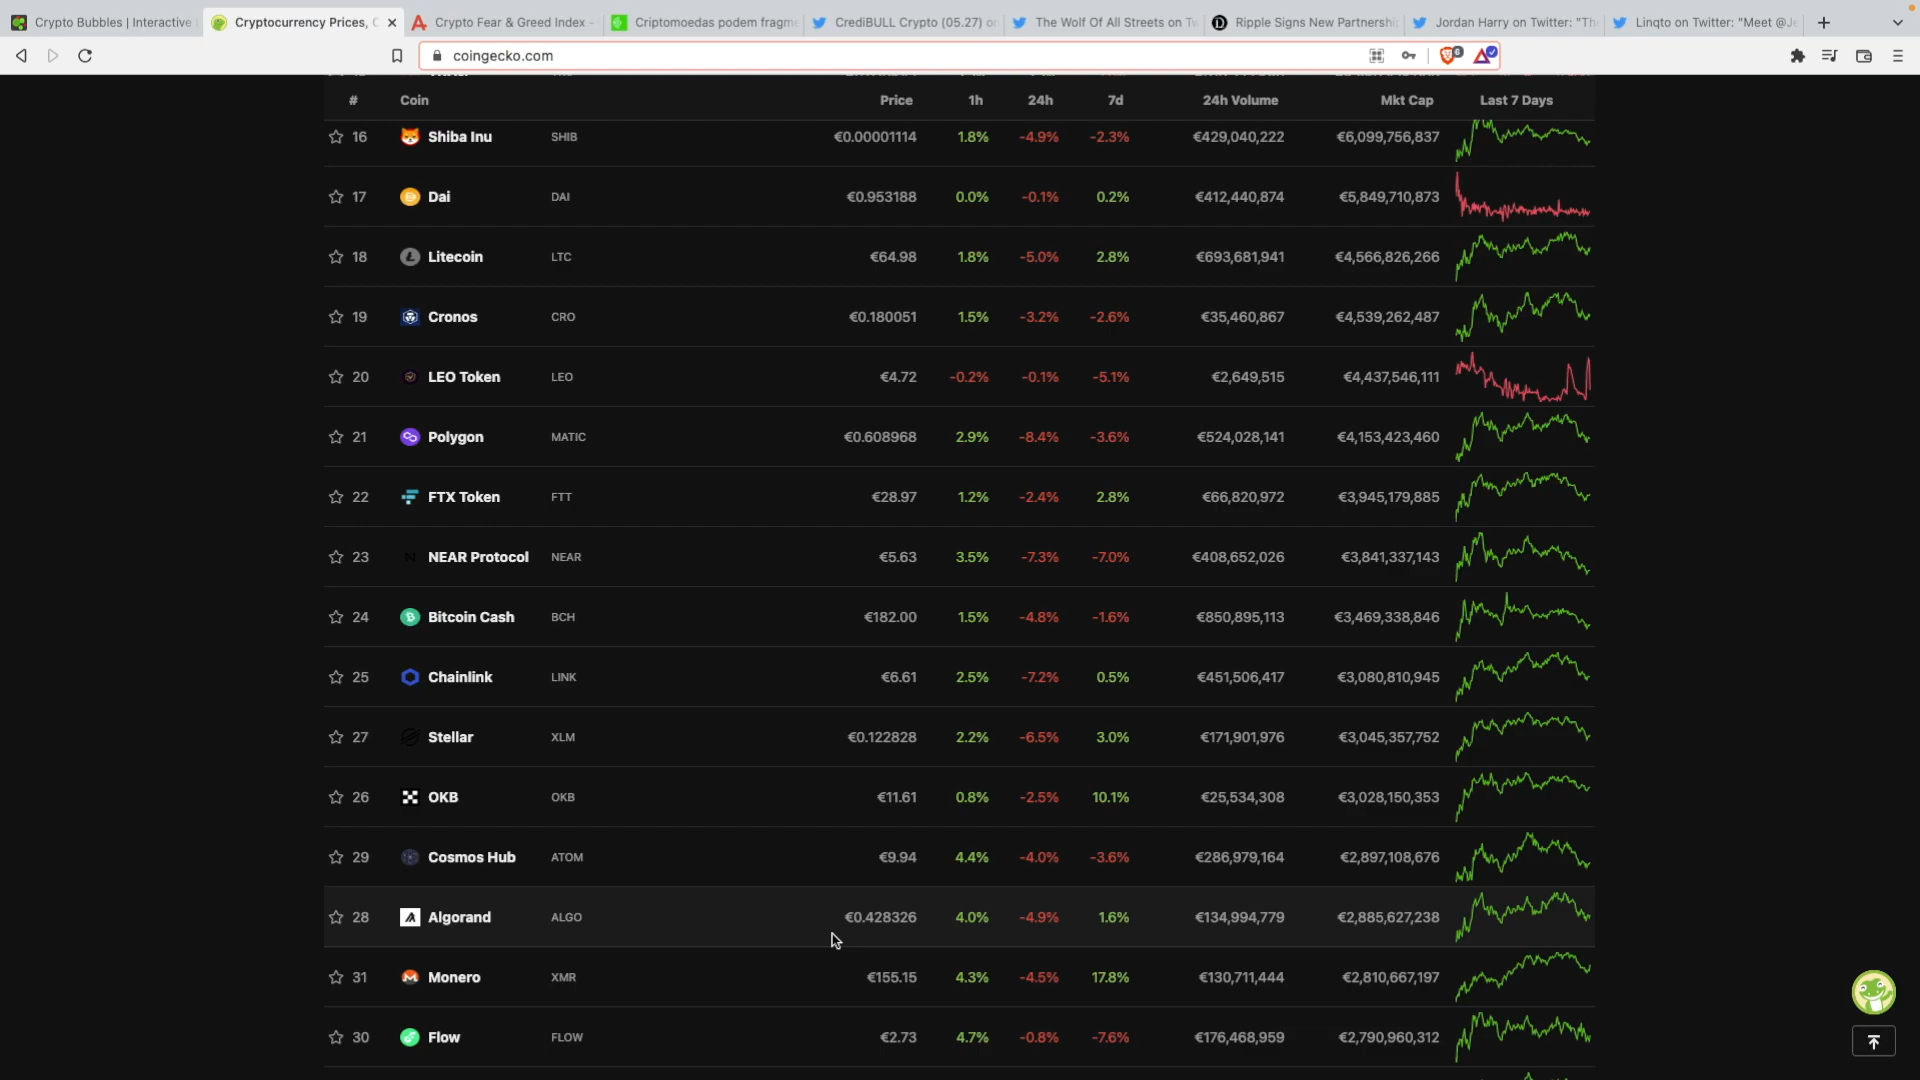 Crypto Bubbles | Interactive
Cryptocurrency Prices, C
Crypto Fear & Greed Index -
Criptomoedas podem fragme
CrediBULL Crypto (05.27) o
The Wolf Of All Streets on Tw
Ripple Signs New Partnershi
Jordan Harry on Twitter: "Th
Linqto on Twitter: "Meet @Je
coingecko.com
6
# Coin Price 1h 24h 7d 24h Volume Mkt Cap Last 7 Days
16 Shiba Inu SHIB €0.00001114 1.8% -4.9% -2.3% €429,040,222 €6,099,756,837
17 Dai DAI €0.953188 0.0% -0.1% 0.2% €412,440,874 €5,849,710,873
18 Litecoin LTC €64.98 1.8% -5.0% 2.8% €693,681,941 €4,566,826,266
19 Cronos CRO €0.180051 1.5% -3.2% -2.6% €35,460,867 €4,539,262,487
20 LEO Token LEO €4.72 -0.2% -0.1% -5.1% €2,649,515 €4,437,546,111
21 Polygon MATIC €0.608968 2.9% -8.4% -3.6% €524,028,141 €4,153,423,460
22 FTX Token FTT €28.97 1.2% -2.4% 2.8% €66,820,972 €3,945,179,885
23 NEAR Protocol NEAR €5.63 3.5% -7.3% -7.0% €408,652,026 €3,841,337,143
24 Bitcoin Cash BCH €182.00 1.5% -4.8% -1.6% €850,895,113 €3,469,338,846
25 Chainlink LINK €6.61 2.5% -7.2% 0.5% €451,506,417 €3,080,810,945
27 Stellar XLM €0.122828 2.2% -6.5% 3.0% €171,901,976 €3,045,357,752
26 OKB OKB €11.61 0.8% -2.5% 10.1% €25,534,308 €3,028,150,353
29 Cosmos Hub ATOM €9.94 4.4% -4.0% -3.6% €286,979,164 €2,897,108,676
28 Algorand ALGO €0.428326 4.0% -4.9% 1.6% €134,994,779 €2,885,627,238
31 Monero XMR €155.15 4.3% -4.5% 17.8% €130,711,444 €2,810,667,197
30 Flow FLOW €2.73 4.7% -0.8% -7.6% €176,468,959 €2,790,960,312